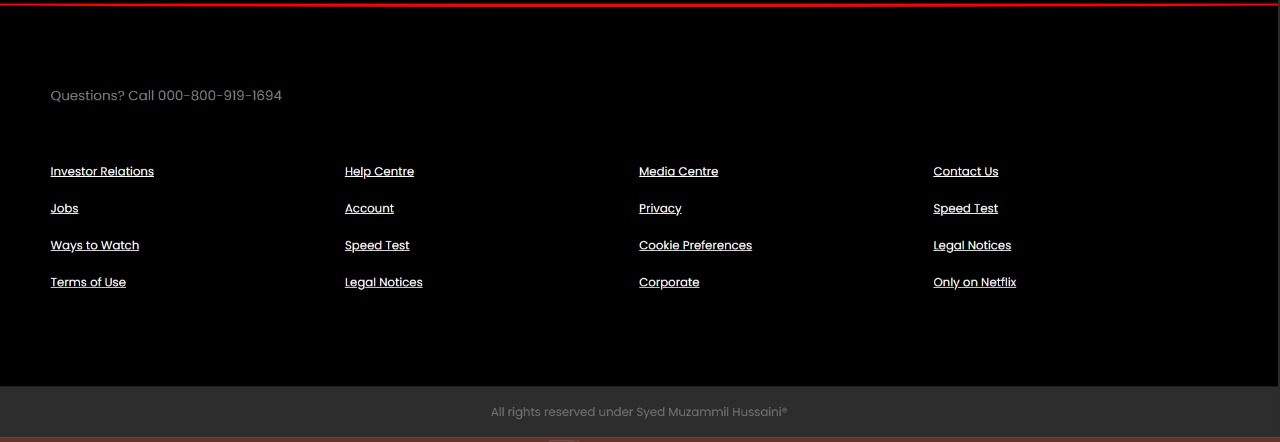 Questions? Call 000-800-919-1694
Investor Relations Help Centre Media Centre Contact Us
Jobs Account Privacy Speed Test
Ways to Watch Speed Test Cookie Preferences Legal Notices
Terms of Use Legal Notices Corporate Only on Netflix
All rights reserved under Syed Muzammil Hussaini®